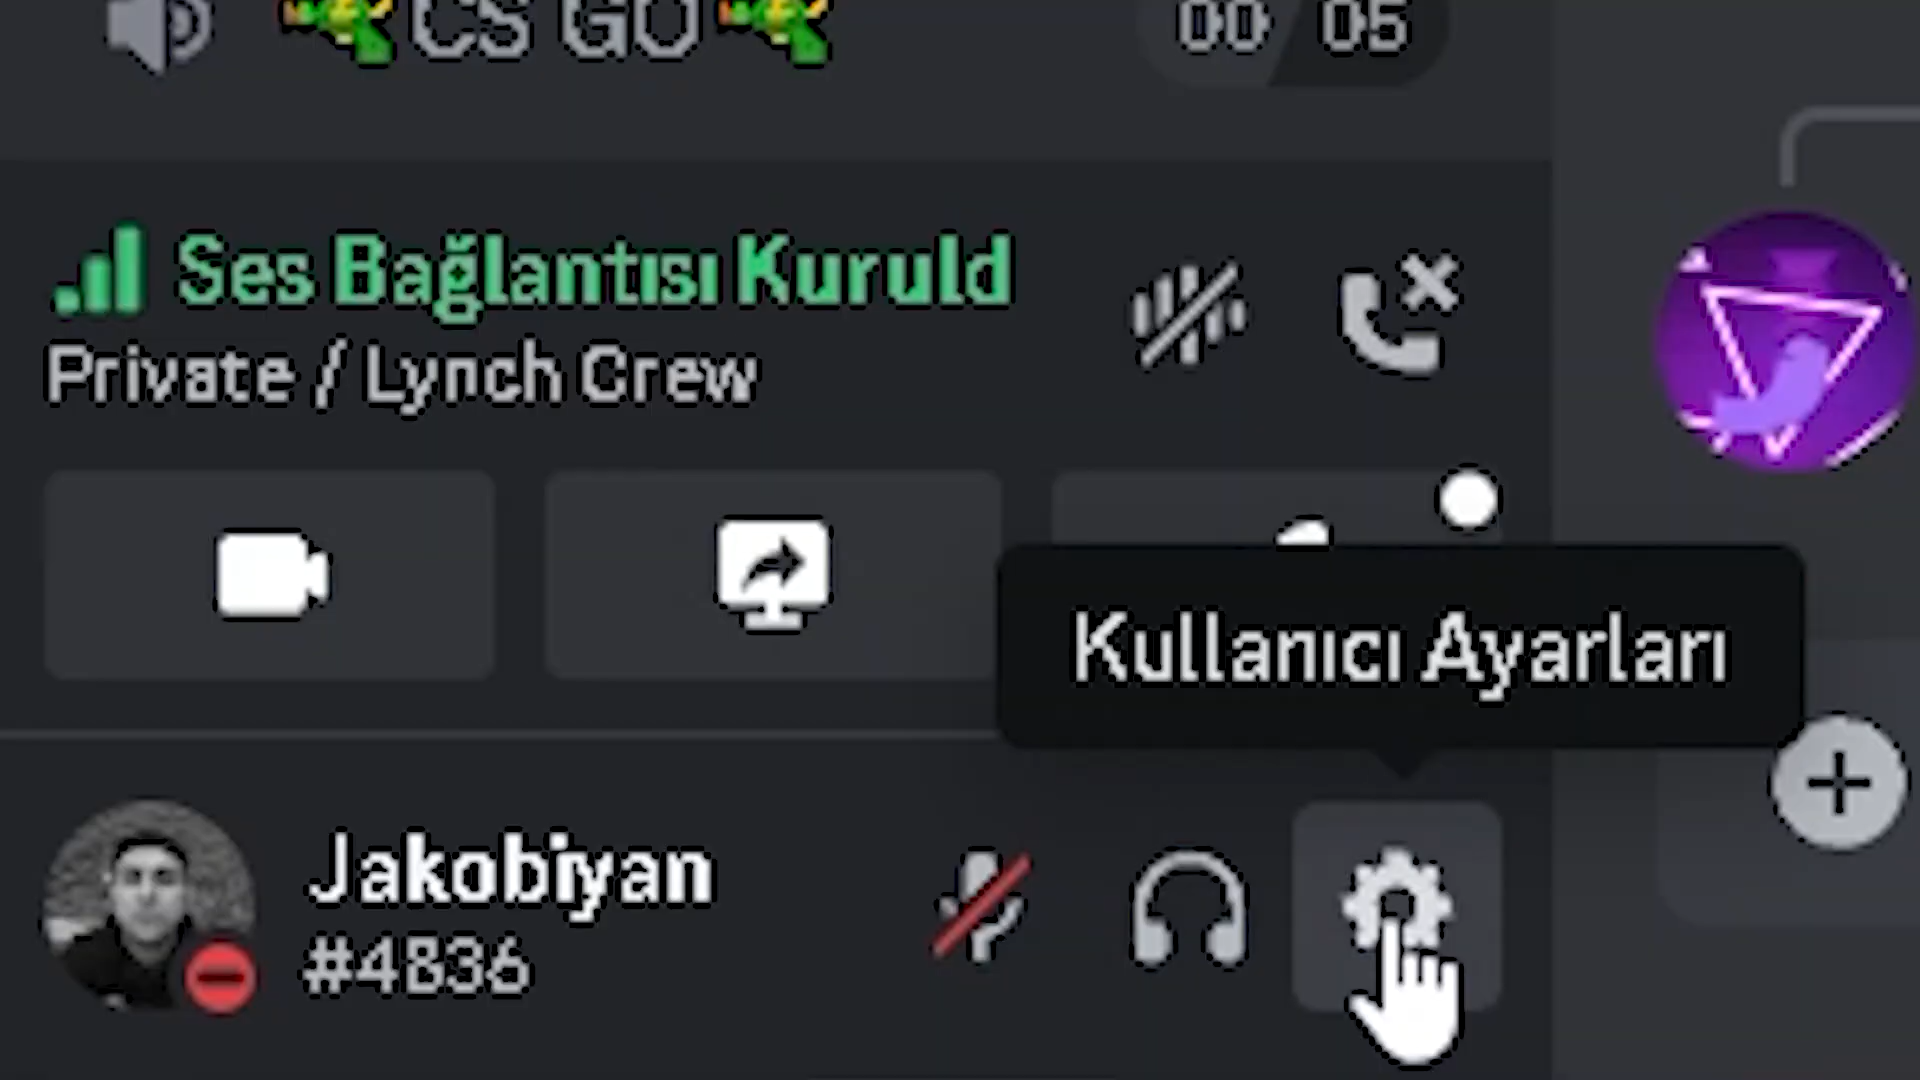 CS GO 00 05
Ses Bağlantısı Kuruld
Private / Lynch Crew
Kullanıcı Ayarları
Jakobiyan
#4836